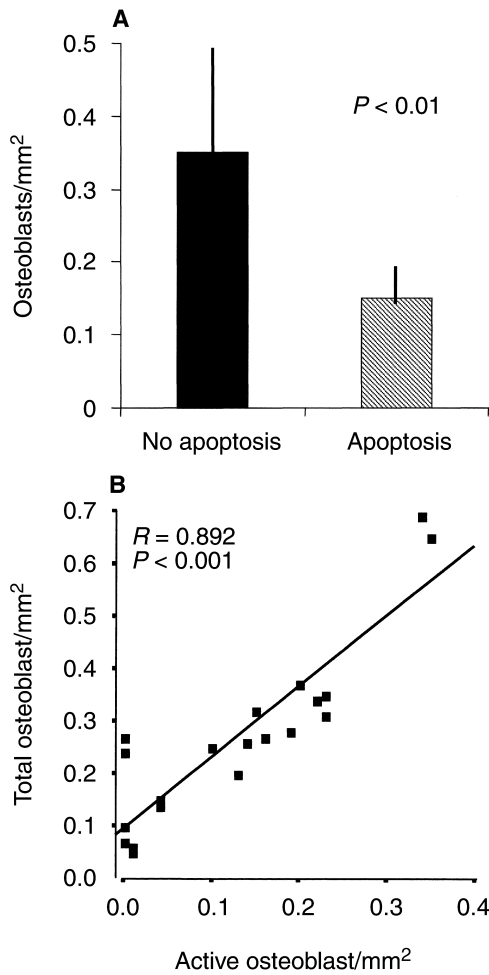 A
0.5
0.4
0.3
0.2
0.1
0
Osteoblasts/mm²
P < 0.01
No apoptosis
Apoptosis
B
0.7
0.6
0.5
0.4
0.3
0.2
0.1
0.0
Total osteoblast/mm²
R = 0.892
P < 0.001
0.0 0.1 0.2 0.3 0.4
Active osteoblast/mm²